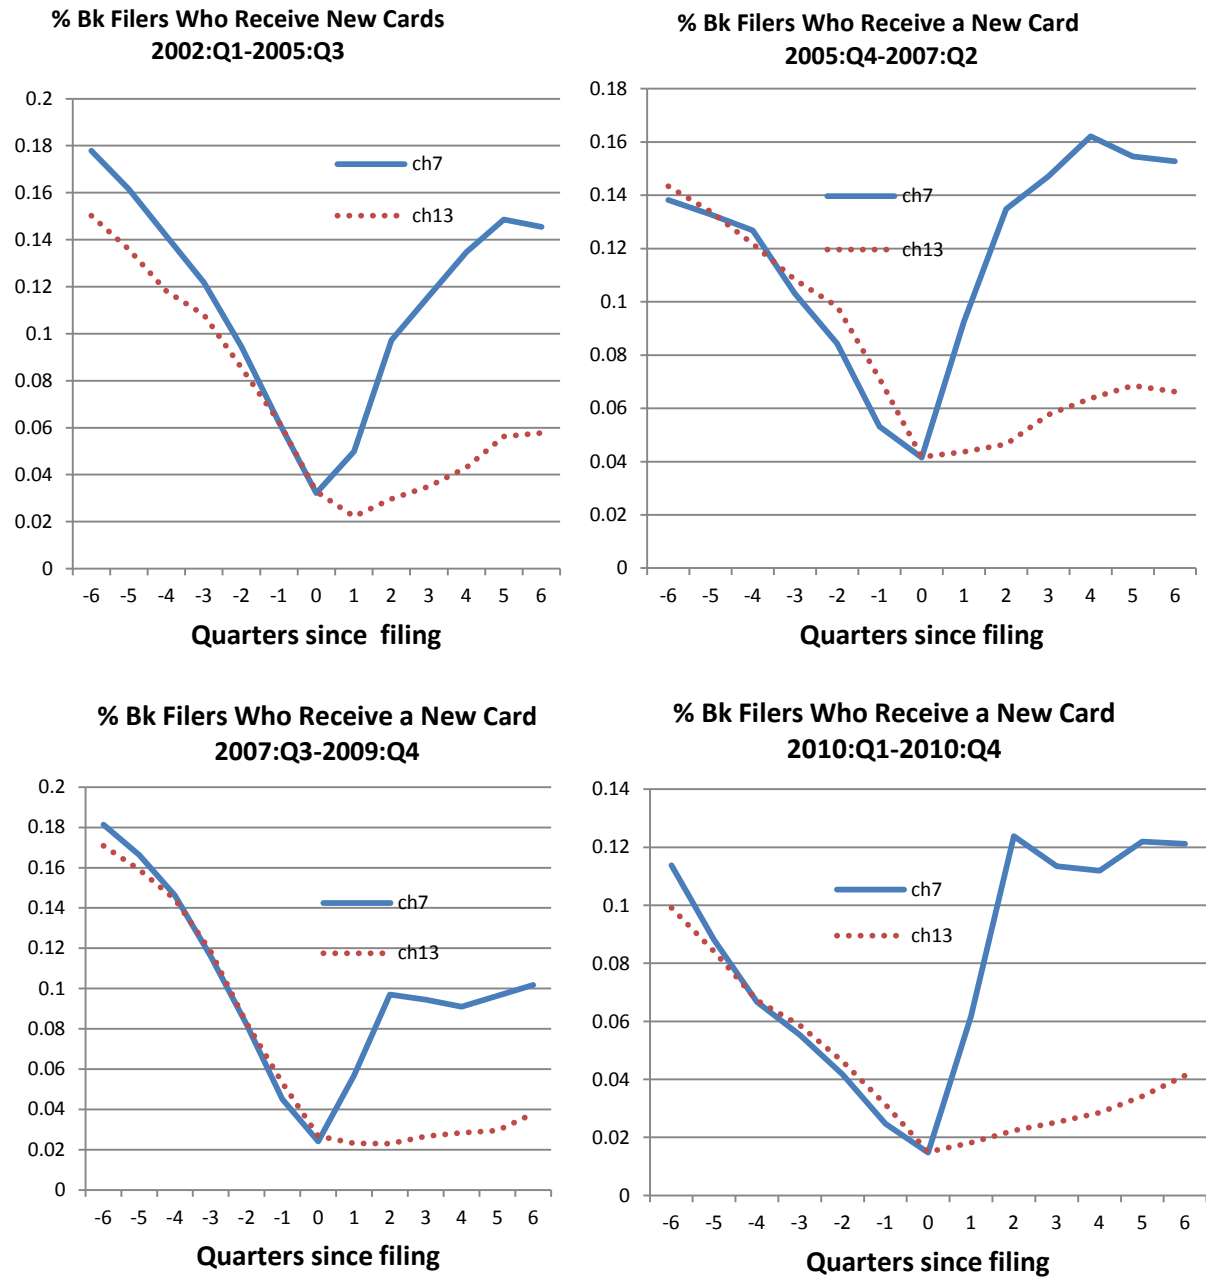 % Bk Filers Who Receive New Cards
2002:Q1-2005:Q3
0.2
0.18
0.16
0.14
0.12
0.1
0.08
0.06
0.04
0.02
0
ch7
ch13
-6 -5 -4 -3 -2 -1 0 1 2 3 4 5 6
Quarters since filing
% Bk Filers Who Receive a New Card
2005:Q4-2007:Q2
0.18
0.16
0.14
0.12
0.1
0.08
0.06
0.04
0.02
0
ch7
ch13
-6 -5 -4 -3 -2 -1 0 1 2 3 4 5 6
Quarters since filing
% Bk Filers Who Receive a New Card
2007:Q3-2009:Q4
0.2
0.18
0.16
0.14
0.12
0.1
0.08
0.06
0.04
0.02
0
ch7
ch13
-6 -5 -4 -3 -2 -1 0 1 2 3 4 5 6
Quarters since filing
% Bk Filers Who Receive a New Card
2010:Q1-2010:Q4
0.14
0.12
0.1
0.08
0.06
0.04
0.02
0
ch7
ch13
-6 -5 -4 -3 -2 -1 0 1 2 3 4 5 6
Quarters since filing